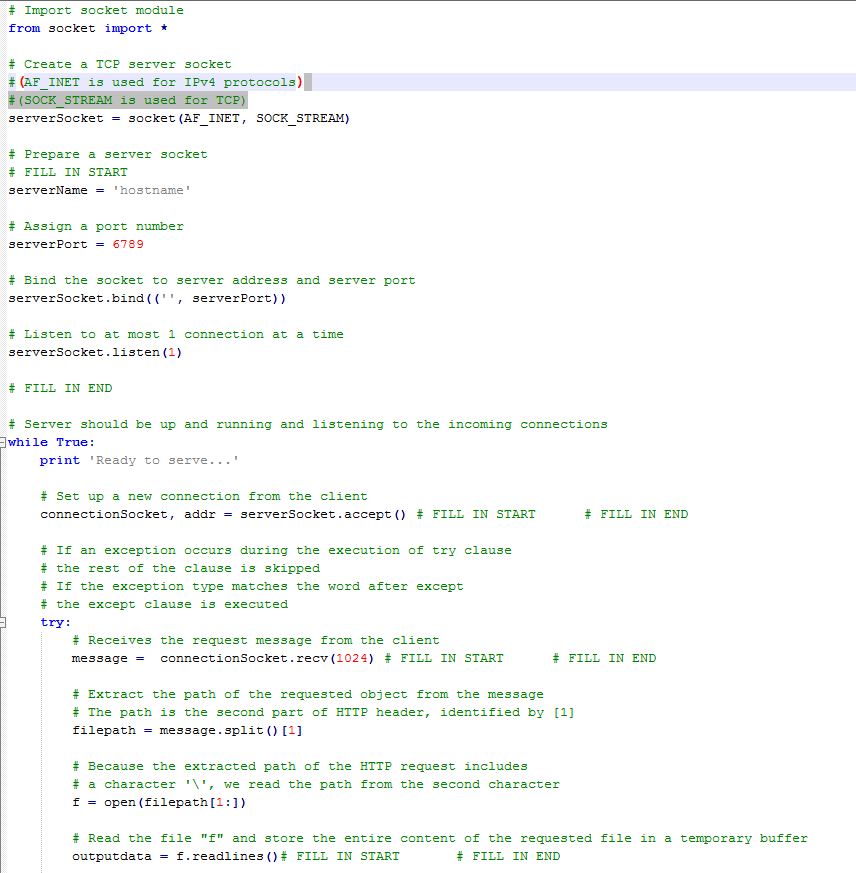 # Import socket module
from socket import *

# Create a TCP server socket
#(AF_INET is used for IPv4 protocols)
#(SOCK_STREAM is used for TCP)
serverSocket = socket(AF_INET, SOCK_STREAM)

# Prepare a server socket
# FILL IN START
serverName = 'hostname'

# Assign a port number
serverPort = 6789

# Bind the socket to server address and server port
serverSocket.bind(('', serverPort))

# Listen to at most 1 connection at a time
serverSocket.listen(1)

# FILL IN END

# Server should be up and running and listening to the incoming connections
while True:
    print 'Ready to serve...'

    # Set up a new connection from the client
    connectionSocket, addr = serverSocket.accept() # FILL IN START      # FILL IN END

    # If an exception occurs during the execution of try clause
    # the rest of the clause is skipped
    # If the exception type matches the word after except
    # the except clause is executed
    try:
        # Receives the request message from the client
        message =  connectionSocket.recv(1024) # FILL IN START      # FILL IN END

        # Extract the path of the requested object from the message
        # The path is the second part of HTTP header, identified by [1]
        filepath = message.split()[1]

        # Because the extracted path of the HTTP request includes
        # a character '\', we read the path from the second character
        f = open(filepath[1:])

        # Read the file "f" and store the entire content of the requested file in a temporary buffer
        outputdata = f.readlines()# FILL IN START       # FILL IN END